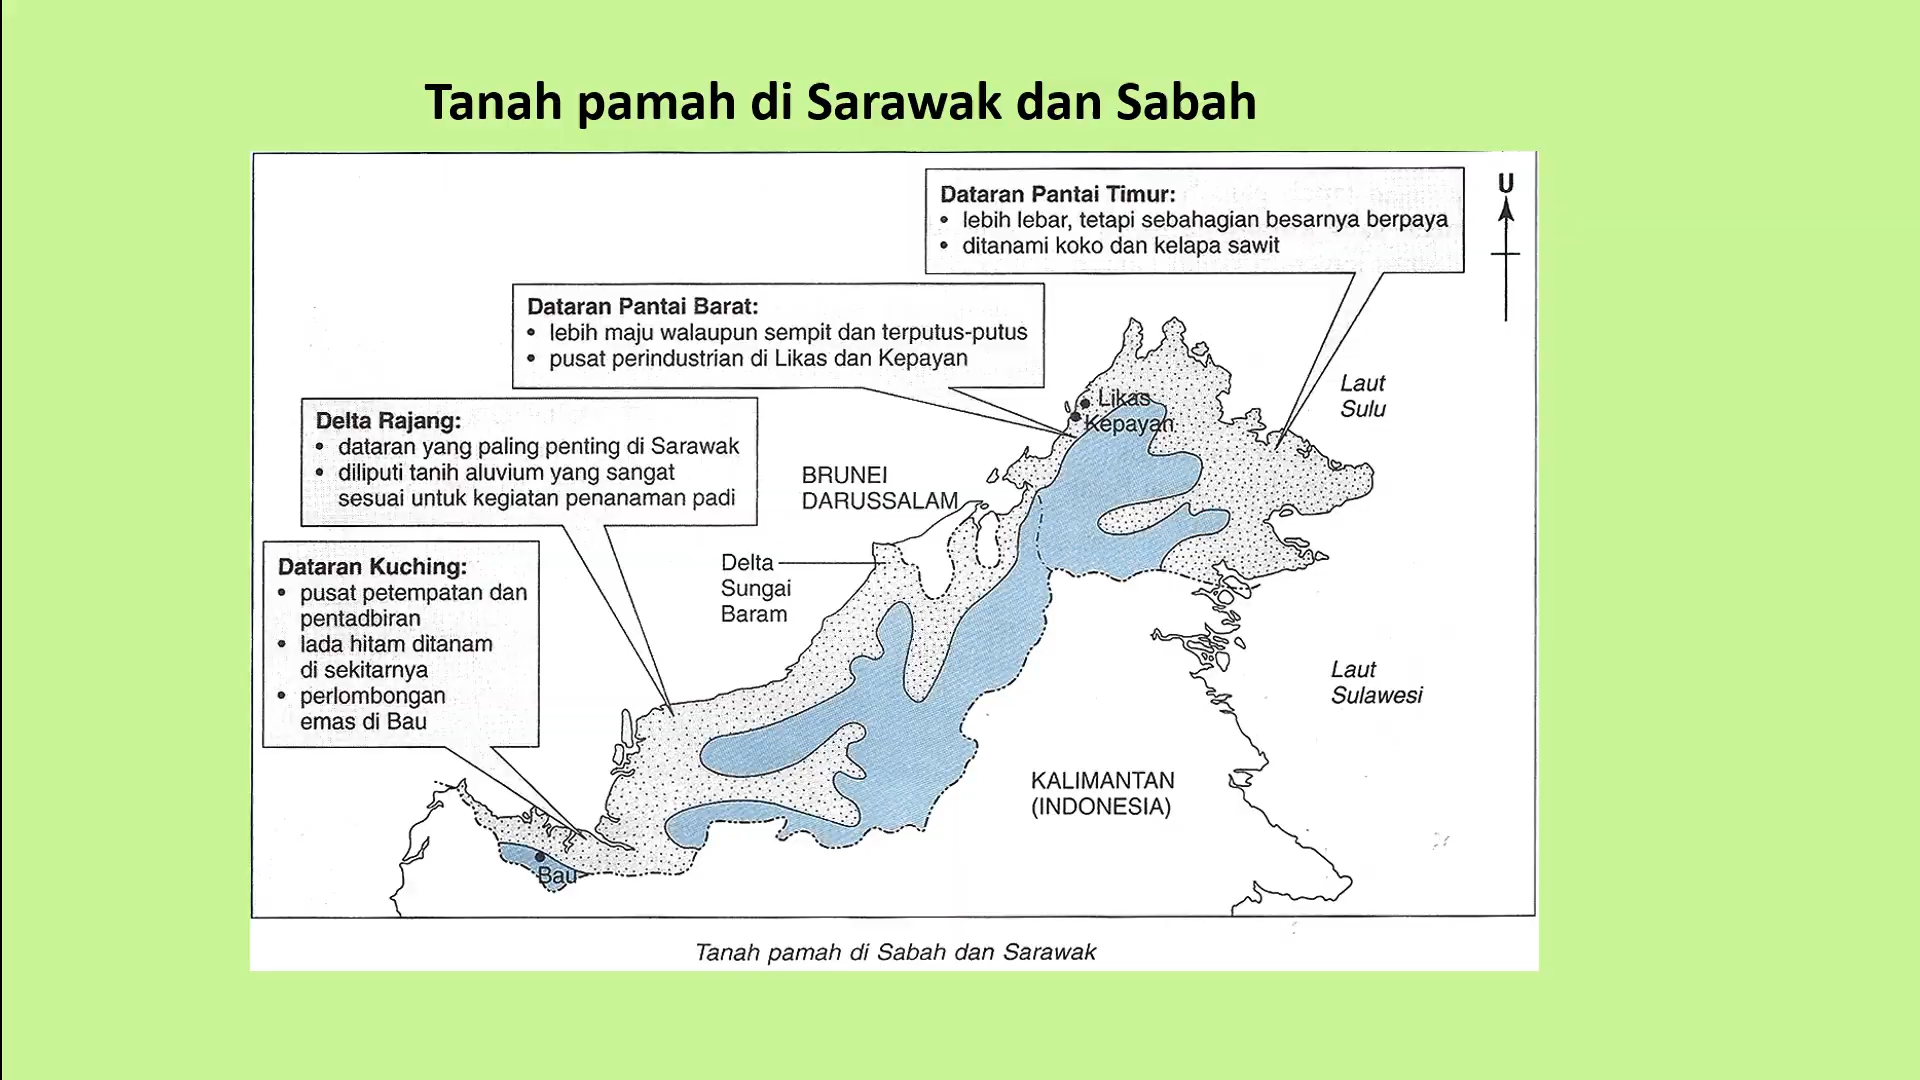 Tanah pamah di Sarawak dan Sabah
Dataran Pantai Timur:
• lebih lebar, tetapi sebahagian besarnya berpaya
• ditanami koko dan kelapa sawit
U
Dataran Pantai Barat:
• lebih maju walaupun sempit dan terputus-putus
• pusat perindustrian di Likas dan Kepayan
Likas
Kepayan
Laut
Sulu
Delta Rajang:
• dataran yang paling penting di Sarawak
• diliputi tanih aluvium yang sangat
sesuai untuk kegiatan penanaman padi
BRUNEI
DARUSSALAM
Delta
Sungai
Baram
Dataran Kuching:
• pusat petempatan dan
pentadbiran
• lada hitam ditanam
di sekitarnya
• perlombongan
emas di Bau
Laut
Sulawesi
KALIMANTAN
(INDONESIA)
Bau
Tanah pamah di Sabah dan Sarawak